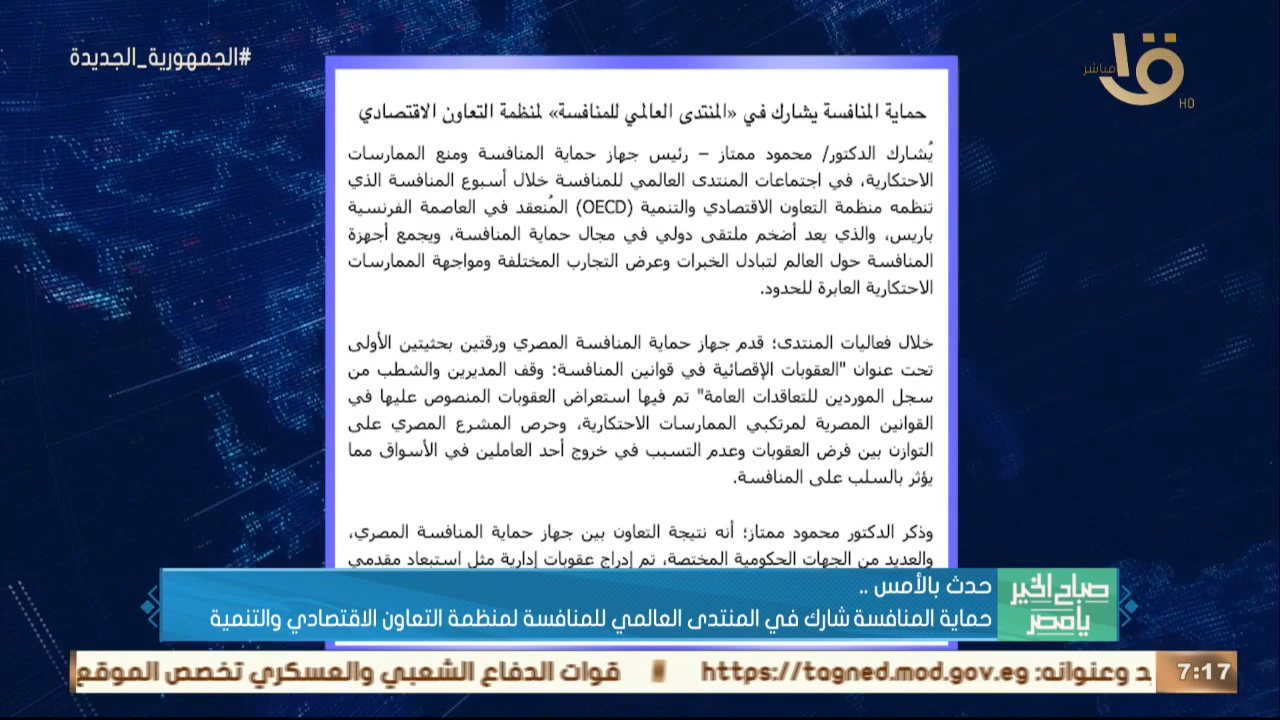 #الجمهورية_الجديدة
مباشر
HD
حماية المنافسة يشارك في «المنتدى العالمي للمنافسة» لمنظمة التعاون الاقتصادي
يُشارك الدكتور/ محمود ممتاز – رئيس جهاز حماية المنافسة ومنع الممارسات
الاحتكارية، في اجتماعات المنتدى العالمي للمنافسة خلال أسبوع المنافسة الذي
تنظمه منظمة التعاون الاقتصادي والتنمية (OECD) المُنعقد في العاصمة الفرنسية
باريس، والذي يعد أضخم ملتقى دولي في مجال حماية المنافسة، ويجمع أجهزة
المنافسة حول العالم لتبادل الخبرات وعرض التجارب المختلفة ومواجهة الممارسات
الاحتكارية العابرة للحدود.
خلال فعاليات المنتدى؛ قدم جهاز حماية المنافسة المصري ورقتين بحثيتين الأولى
تحت عنوان "العقوبات الإقصائية في قوانين المنافسة: وقف المديرين والشطب من
سجل الموردين للتعاقدات العامة" تم فيها استعراض العقوبات المنصوص عليها في
القوانين المصرية لمرتكبي الممارسات الاحتكارية، وحرص المشرع المصري على
التوازن بين فرض العقوبات وعدم التسبب في خروج أحد العاملين في الأسواق مما
يؤثر بالسلب على المنافسة.
وذكر الدكتور محمود ممتاز؛ أنه نتيجة التعاون بين جهاز حماية المنافسة المصري،
والعديد من الجهات الحكومية المختصة، تم إدراج عقوبات إدارية مثل استبعاد مقدمي
صباح الخير
يا مصر
حدث بالأمس ..
حماية المنافسة شارك في المنتدى العالمي للمنافسة لمنظمة التعاون الاقتصادي والتنمية
7:17
د وعنوانه: https://tagned.mod.gov.eg # قوات الدفاع الشعبي والعسكري تخصص الموقع